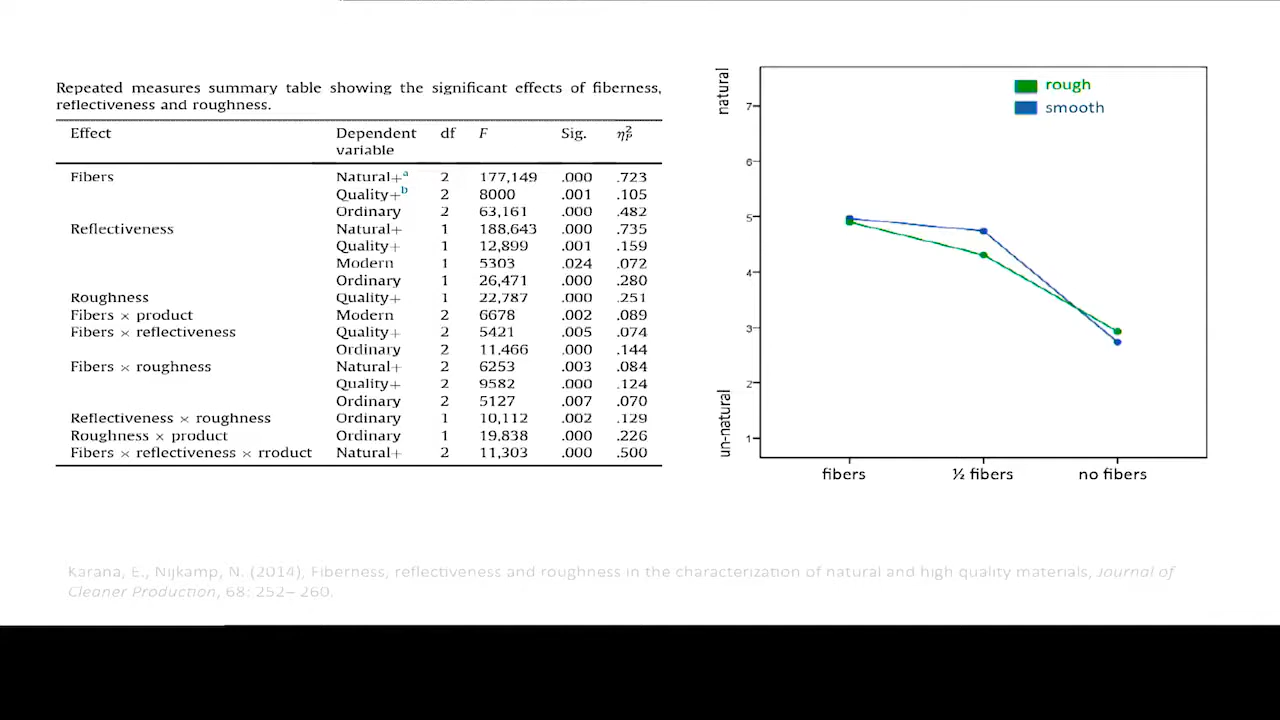 Repeated measures summary table showing the significant effects of fiberness,
reflectiveness and roughness.
Effect Dependent variable df F Sig. η²P
Fibers Natural+a 2 177,149 .000 .723
Quality+b 2 8000 .001 .105
Ordinary 2 63,161 .000 .482
Reflectiveness Natural+ 1 188,643 .000 .735
Quality+ 1 12,899 .001 .159
Modern 1 5303 .024 .072
Ordinary 1 26,471 .000 .280
Roughness Quality+ 1 22,787 .000 .251
Fibers × product Modern 2 6678 .002 .089
Fibers × reflectiveness Quality+ 2 5421 .005 .074
Ordinary 2 11,466 .000 .144
Fibers × roughness Natural+ 2 6253 .003 .084
Quality+ 2 9582 .000 .124
Ordinary 2 5127 .007 .070
Reflectiveness × roughness Ordinary 1 10,112 .002 .129
Roughness × product Ordinary 1 19,838 .000 .226
Fibers × reflectiveness × rroduct Natural+ 2 11,303 .000 .500
natural
un-natural
rough
smooth
7
6
5
4
3
2
1
fibers ½ fibers no fibers
Karana, E., Nijkamp, N. (2014), Fiberness, reflectiveness and roughness in the characterization of natural and high quality materials, Journal of
Cleaner Production, 68: 252– 260.